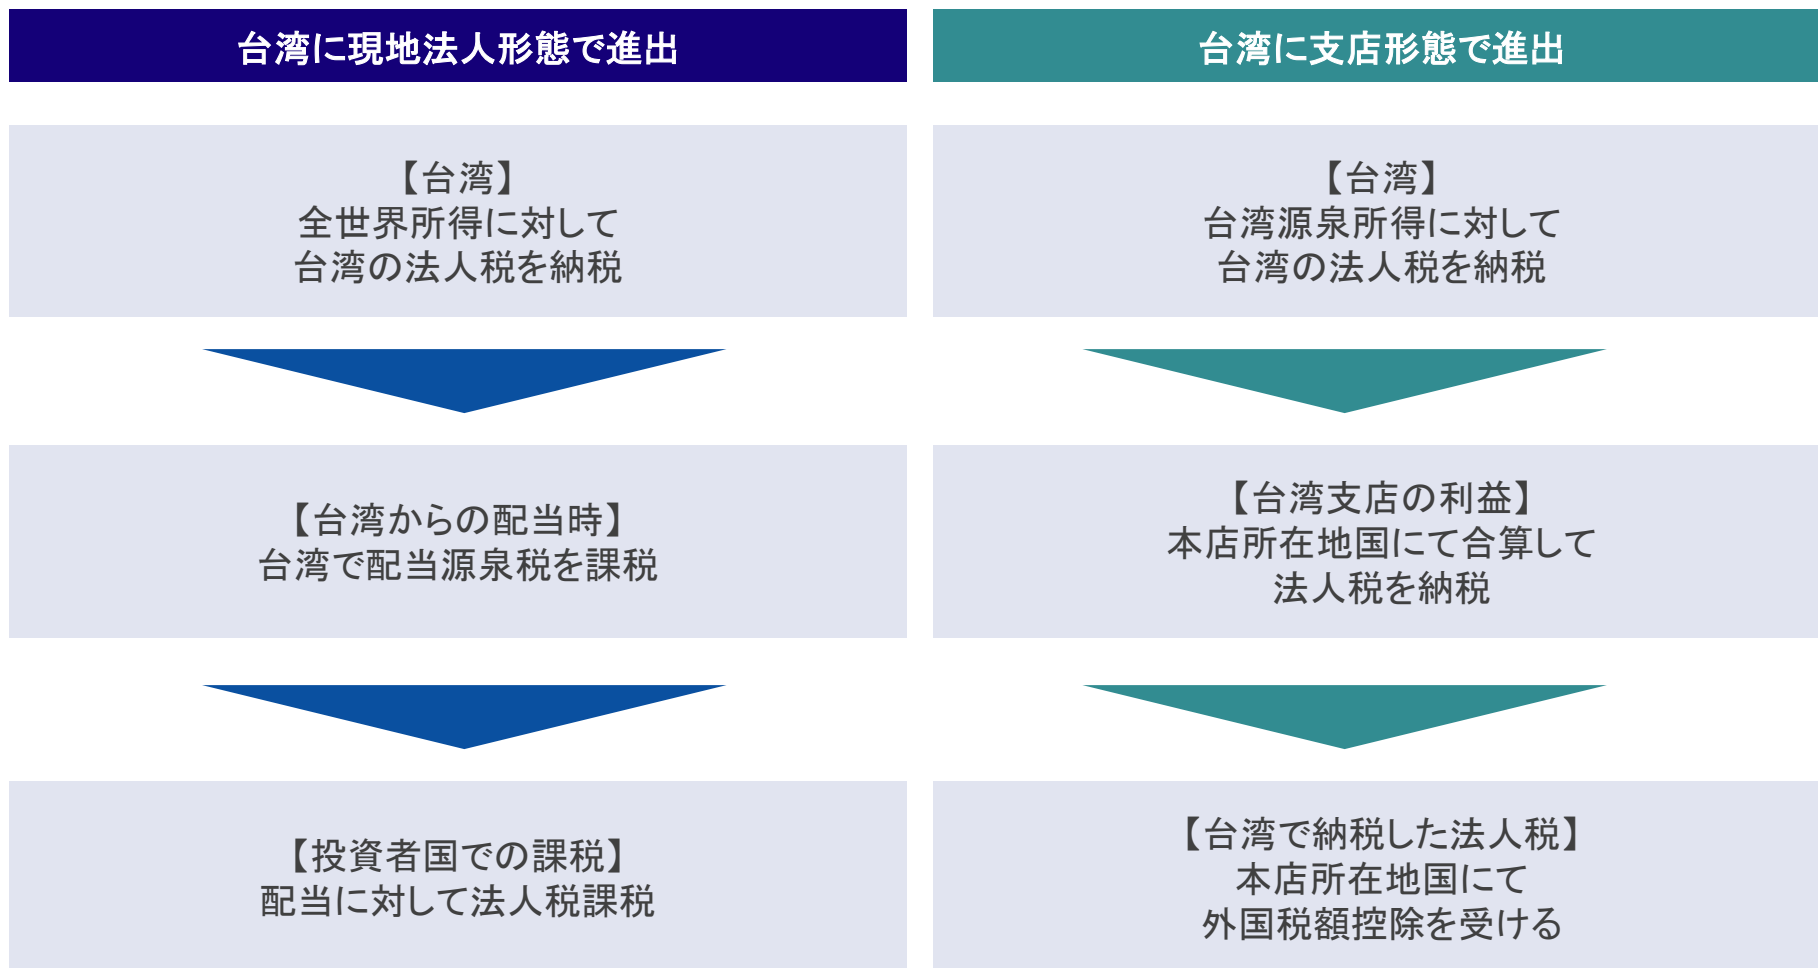 台湾に現地法人形態で進出
【台湾】
全世界所得に対して
台湾の法人税を納税
【台湾からの配当時】
台湾で配当源泉税を課税
【投資者国での課税】
配当に対して法人税課税
台湾に支店形態で進出
【台湾】
台湾源泉所得に対して
台湾の法人税を納税
【台湾支店の利益】
本店所在地国にて合算して
法人税を納税
【台湾で納税した法人税】
本店所在地国にて
外国税額控除を受ける